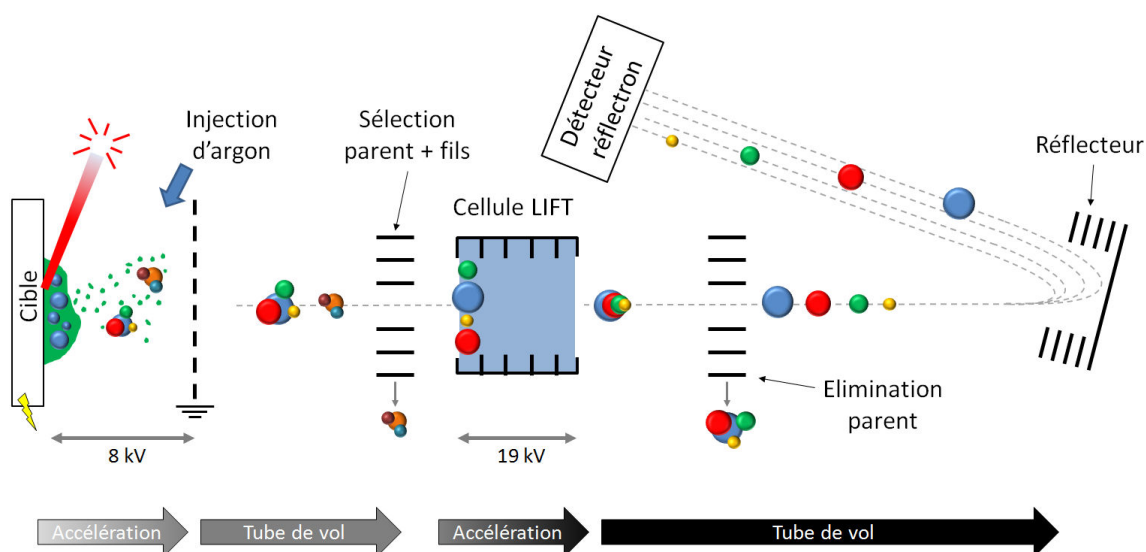 Injection
d'argon
Sélection
parent + fils
Détecteur
réflectron
Réflecteur
Cellule LIFT
Cible
Elimination
parent
8 kV
19 kV
Accélération
Tube de vol
Accélération
Tube de vol